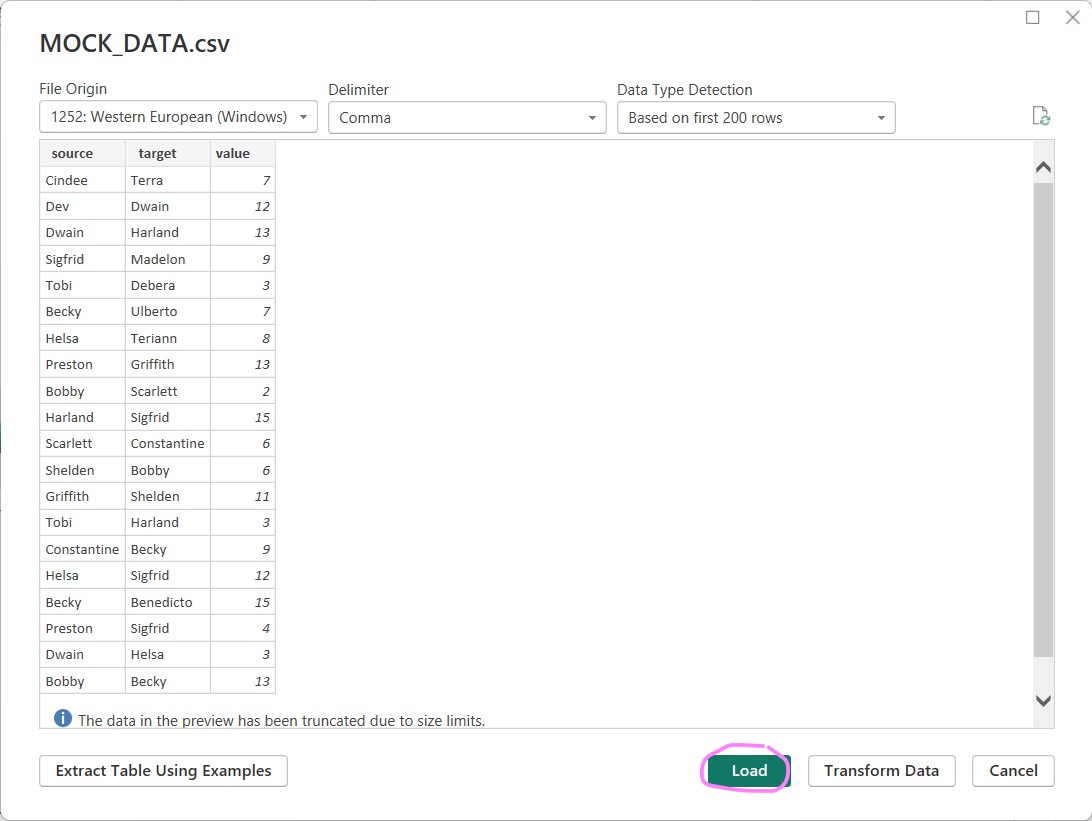 MOCK_DATA.csv
File Origin Delimiter Data Type Detection
1252: Western European (Windows) Comma Based on first 200 rows
source target value
Cindee Terra 7
Dev Dwain 12
Dwain Harland 13
Sigfrid Madelon 9
Tobi Debera 3
Becky Ulberto 7
Helsa Teriann 8
Preston Griffith 13
Bobby Scarlett 2
Harland Sigfrid 15
Scarlett Constantine 6
Shelden Bobby 6
Griffith Shelden 11
Tobi Harland 3
Constantine Becky 9
Helsa Sigfrid 12
Becky Benedicto 15
Preston Sigfrid 4
Dwain Helsa 3
Bobby Becky 13
The data in the preview has been truncated due to size limits.
Extract Table Using Examples Load Transform Data Cancel